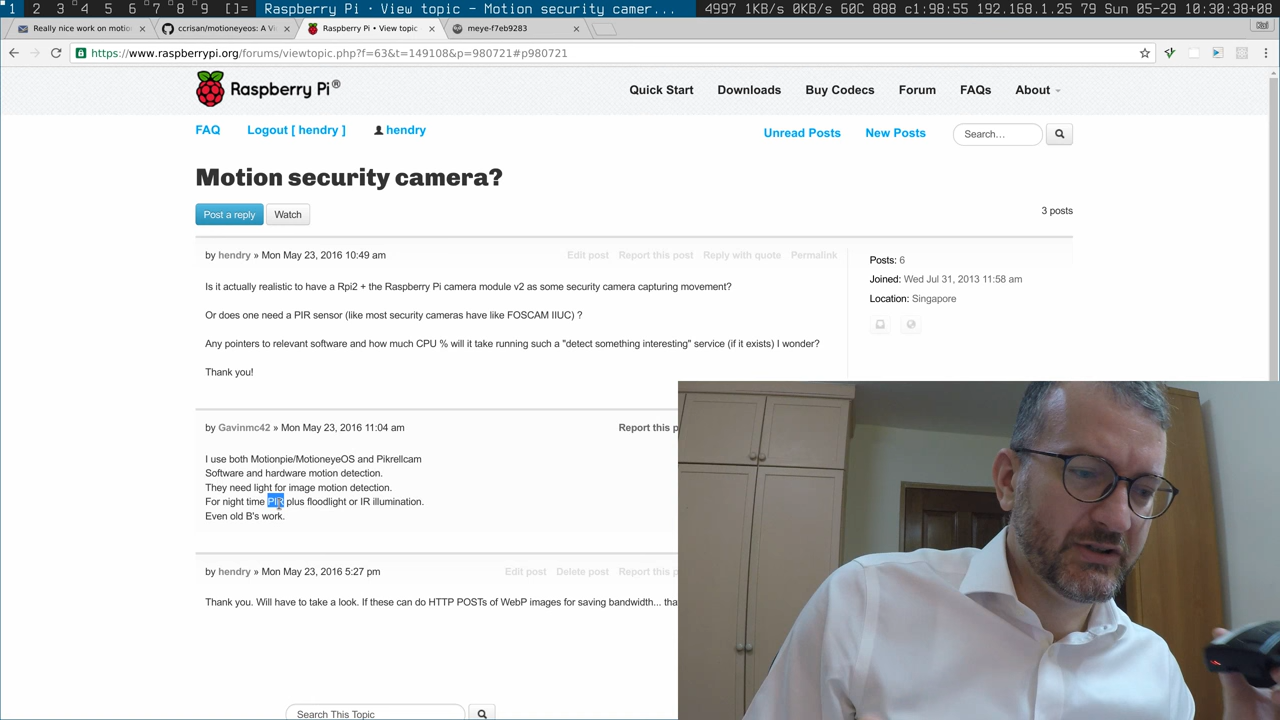 1 2 3 4 5 6 7 8 9 []= Raspberry Pi • View topic - Motion security camer... 4997 1KB/s 0KB/s 60C 888 c1:98:55 192.168.1.25 79 Sun 05-29 10:30:38+08
Really nice work on motio
ccrisan/motioneyeos: A Vi
Raspberry Pi • View topic
meye-f7eb9283
Kai
https://www.raspberrypi.org/forums/viewtopic.php?f=63&t=149108&p=980721#p980721
Raspberry Pi®
Quick Start Downloads Buy Codecs Forum FAQs About
FAQ Logout [ hendry ] hendry
Unread Posts New Posts Search…
Motion security camera?
Post a reply Watch
3 posts
by hendry » Mon May 23, 2016 10:49 am
Edit post Report this post Reply with quote Permalink
Is it actually realistic to have a Rpi2 + the Raspberry Pi camera module v2 as some security camera capturing movement?
Or does one need a PIR sensor (like most security cameras have like FOSCAM IIUC) ?
Any pointers to relevant software and how much CPU % will it take running such a "detect something interesting" service (if it exists) I wonder?
Thank you!
Posts: 6
Joined: Wed Jul 31, 2013 11:58 am
Location: Singapore
by Gavinmc42 » Mon May 23, 2016 11:04 am
Report this p
I use both Motionpie/MotioneyeOS and Pikrellcam
Software and hardware motion detection.
They need light for image motion detection.
For night time PIR plus floodlight or IR illumination.
Even old B's work.
by hendry » Mon May 23, 2016 5:27 pm
Edit post Delete post Report this p
Thank you. Will have to take a look. If these can do HTTP POSTs of WebP images for saving bandwidth... tha
Search This Topic